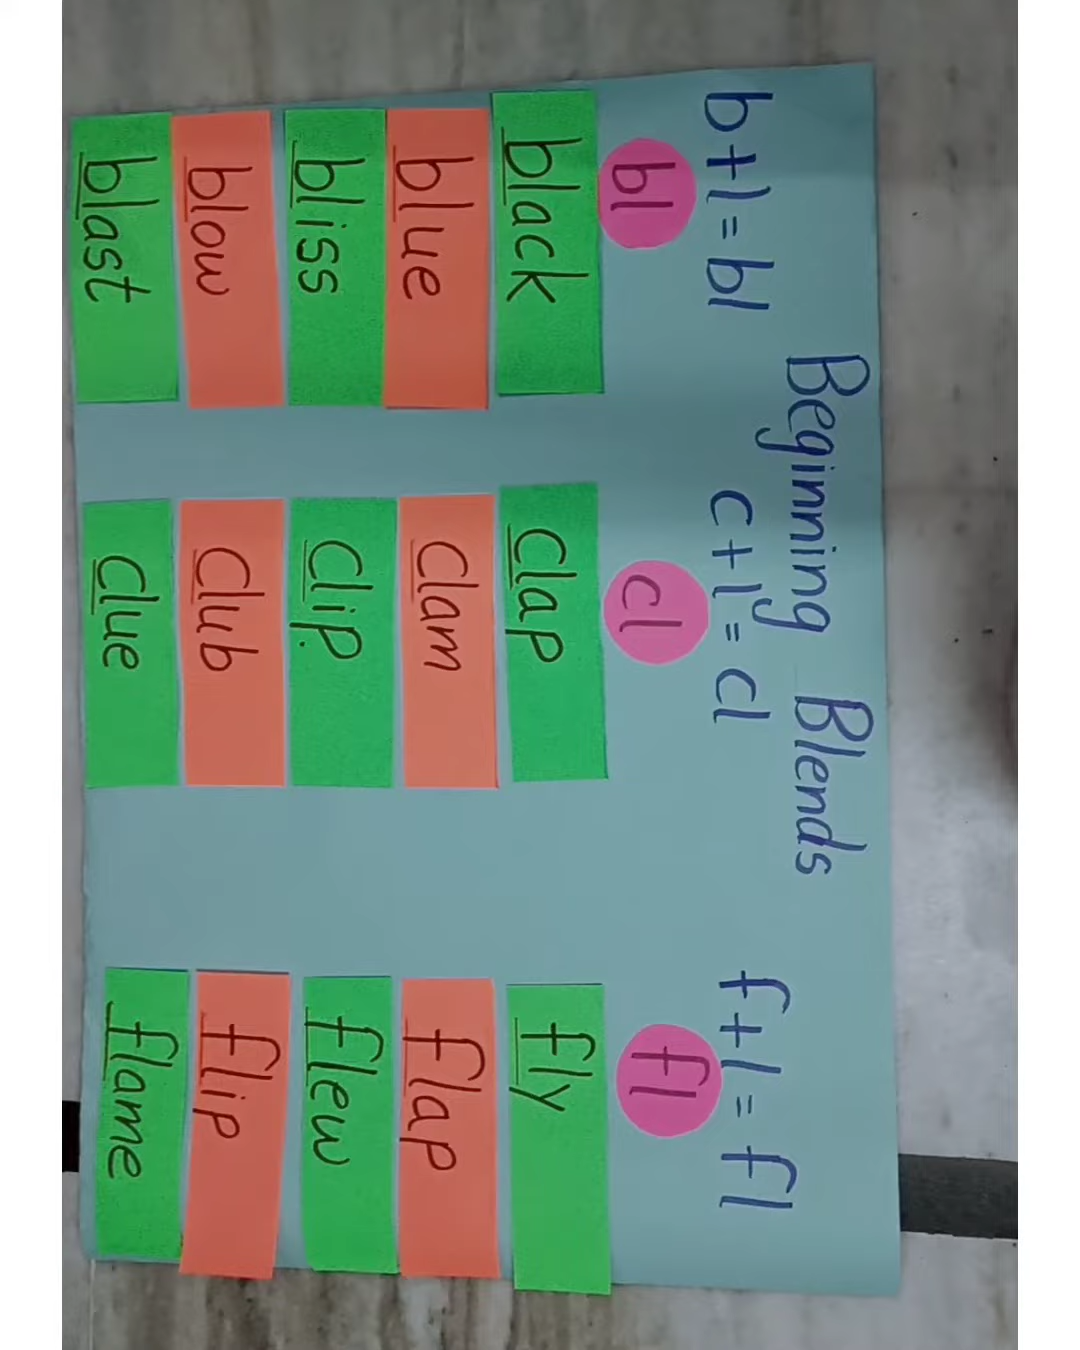 Beginning Blends
b+l=bl
c+l=cl
f+l=fl
bl
cl
fl
black
clap
fly
blue
clam
flap
bliss
clip
flew
blow
club
flip
blast
clue
flame